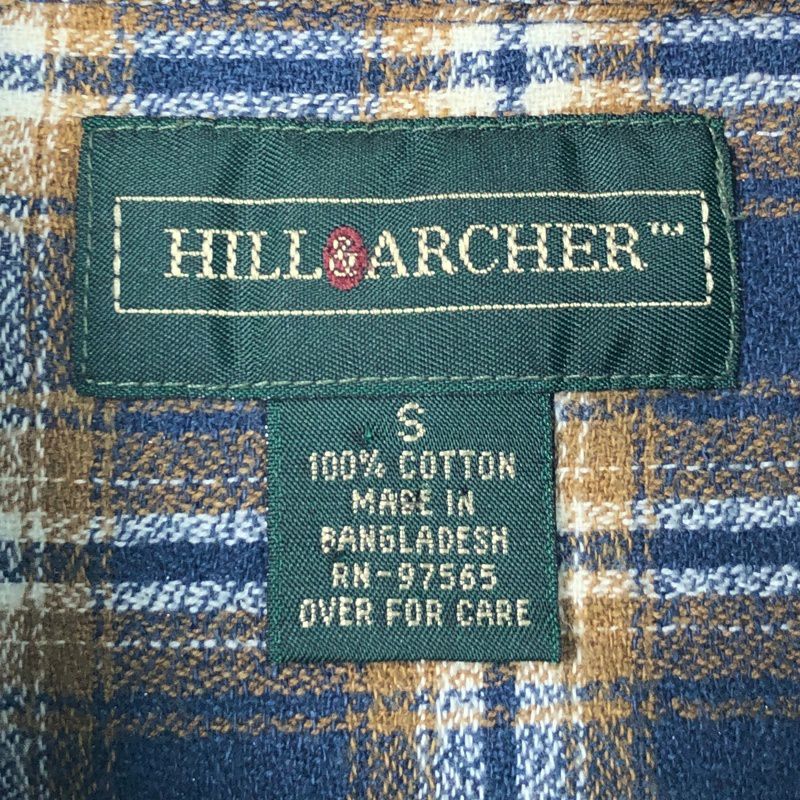 HILL&ARCHER™
S
100% COTTON
MADE IN
BANGLADESH
RN-97565
OVER FOR CARE